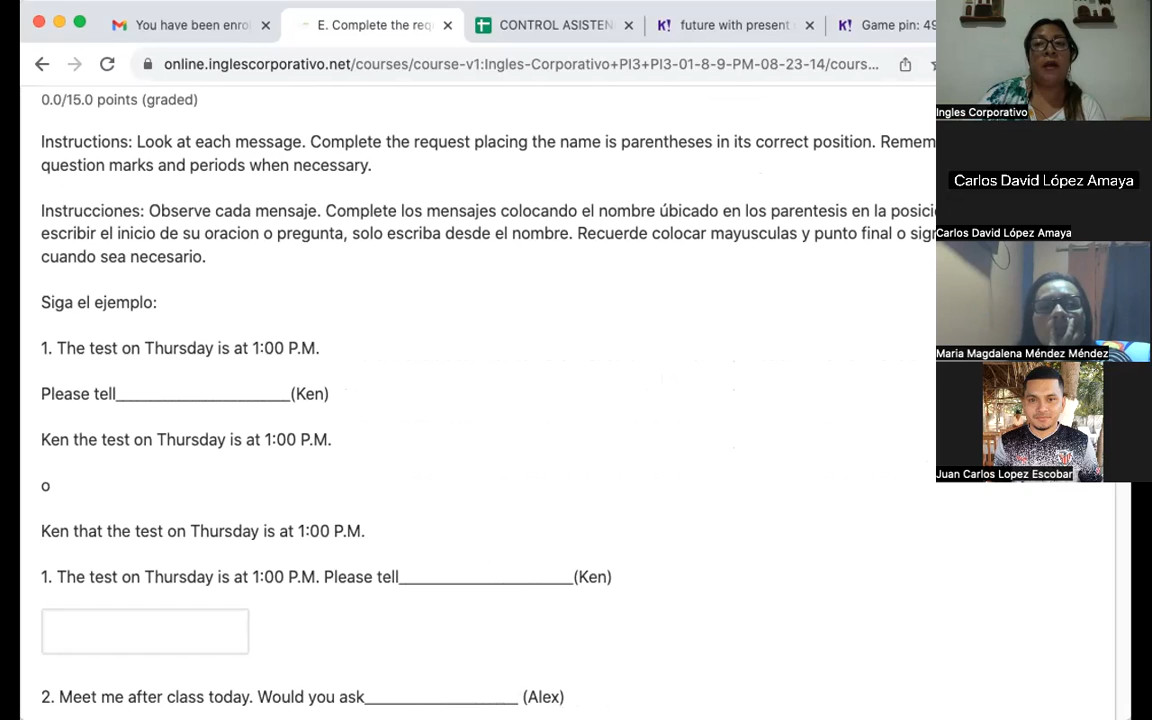 You have been enro
E. Complete the req
CONTROL ASISTEN
K! future with present
K! Game pin: 49
online.inglescorporativo.net/courses/course-v1:Ingles-Corporativo+PI3+PI3-01-8-9-PM-08-23-14/cours...
0.0/15.0 points (graded)
Instructions: Look at each message. Complete the request placing the name is parentheses in its correct position. Remem
question marks and periods when necessary.
Instrucciones: Observe cada mensaje. Complete los mensajes colocando el nombre úbicado en los parentesis en la posici
escribir el inicio de su oracion o pregunta, solo escriba desde el nombre. Recuerde colocar mayusculas y punto final o sig
cuando sea necesario.
Siga el ejemplo:
1. The test on Thursday is at 1:00 P.M.
Please tell______________________(Ken)
Ken the test on Thursday is at 1:00 P.M.
o
Ken that the test on Thursday is at 1:00 P.M.
1. The test on Thursday is at 1:00 P.M. Please tell______________________(Ken)
2. Meet me after class today. Would you ask___________________ (Alex)
Ingles Corporativo
Carlos David López Amaya
Carlos David López Amaya
Maria Magdalena Méndez Méndez
Juan Carlos Lopez Escobar